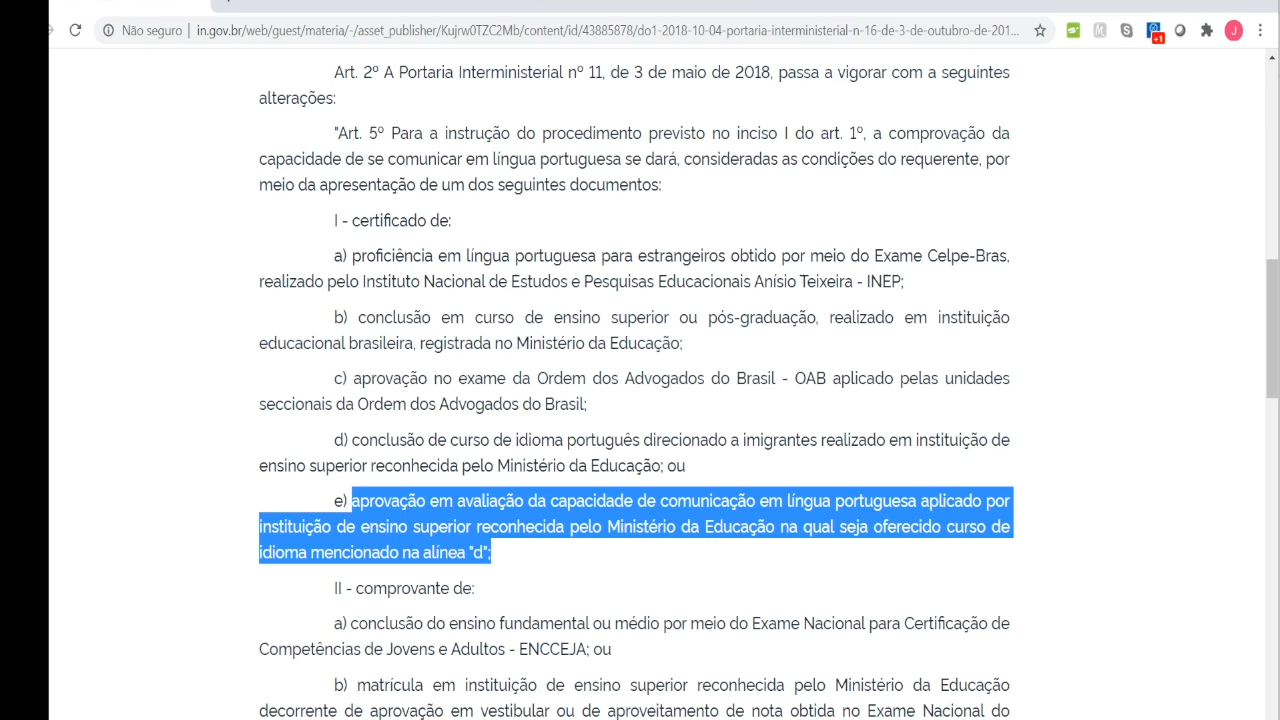 Não seguro | in.gov.br/web/guest/materia/-/asset_publisher/Kujrw0TZC2Mb/content/id/43885878/do1-2018-10-04-portaria-interministerial-n-16-de-3-de-outubro-de-201...
+1
J
Art. 2º A Portaria Interministerial nº 11, de 3 de maio de 2018, passa a vigorar com a seguintes
alterações:
"Art. 5º Para a instrução do procedimento previsto no inciso I do art. 1º, a comprovação da
capacidade de se comunicar em língua portuguesa se dará, consideradas as condições do requerente, por
meio da apresentação de um dos seguintes documentos:
I - certificado de:
a) proficiência em língua portuguesa para estrangeiros obtido por meio do Exame Celpe-Bras,
realizado pelo Instituto Nacional de Estudos e Pesquisas Educacionais Anísio Teixeira - INEP;
b) conclusão em curso de ensino superior ou pós-graduação, realizado em instituição
educacional brasileira, registrada no Ministério da Educação;
c) aprovação no exame da Ordem dos Advogados do Brasil - OAB aplicado pelas unidades
seccionais da Ordem dos Advogados do Brasil;
d) conclusão de curso de idioma português direcionado a imigrantes realizado em instituição de
ensino superior reconhecida pelo Ministério da Educação; ou
e) aprovação em avaliação da capacidade de comunicação em língua portuguesa aplicado por
instituição de ensino superior reconhecida pelo Ministério da Educação na qual seja oferecido curso de
idioma mencionado na alínea "d";
II - comprovante de:
a) conclusão do ensino fundamental ou médio por meio do Exame Nacional para Certificação de
Competências de Jovens e Adultos - ENCCEJA; ou
b) matrícula em instituição de ensino superior reconhecida pelo Ministério da Educação
decorrente de aprovação em vestibular ou de aproveitamento de nota obtida no Exame Nacional do